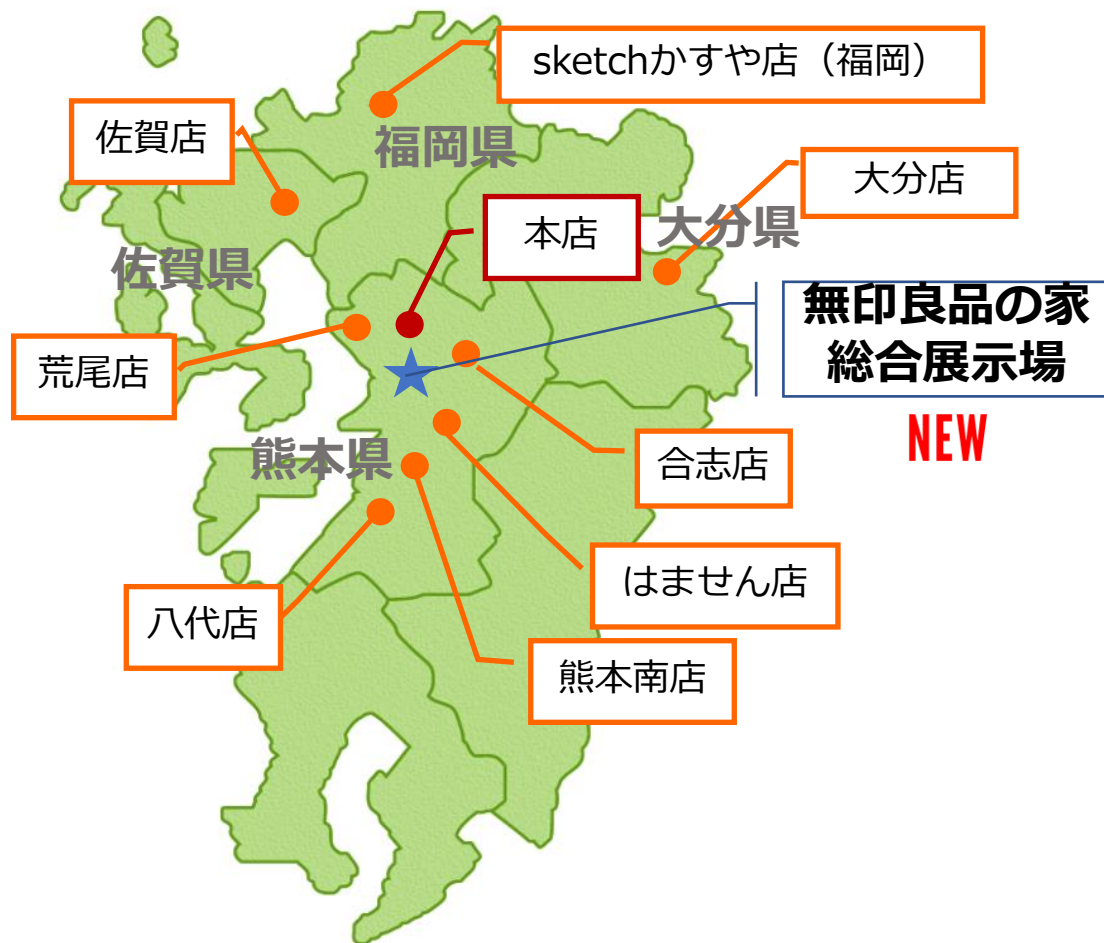 sketchかすや店（福岡）
佐賀店
福岡県
大分店
本店
大分県
佐賀県
無印良品の家
総合展示場
荒尾店
NEW
熊本県
合志店
はません店
八代店
熊本南店